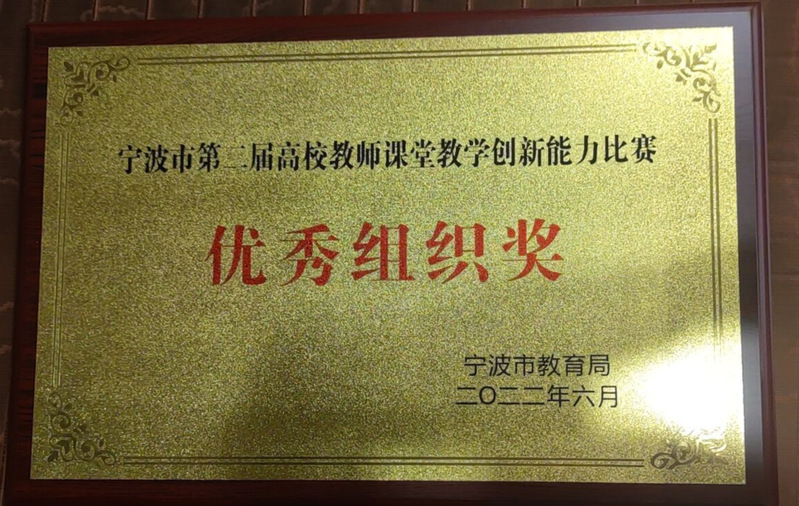 宁波市第二届高校教师课堂教学创新能力比赛
优秀组织奖
宁波市教育局
二〇二二年六月